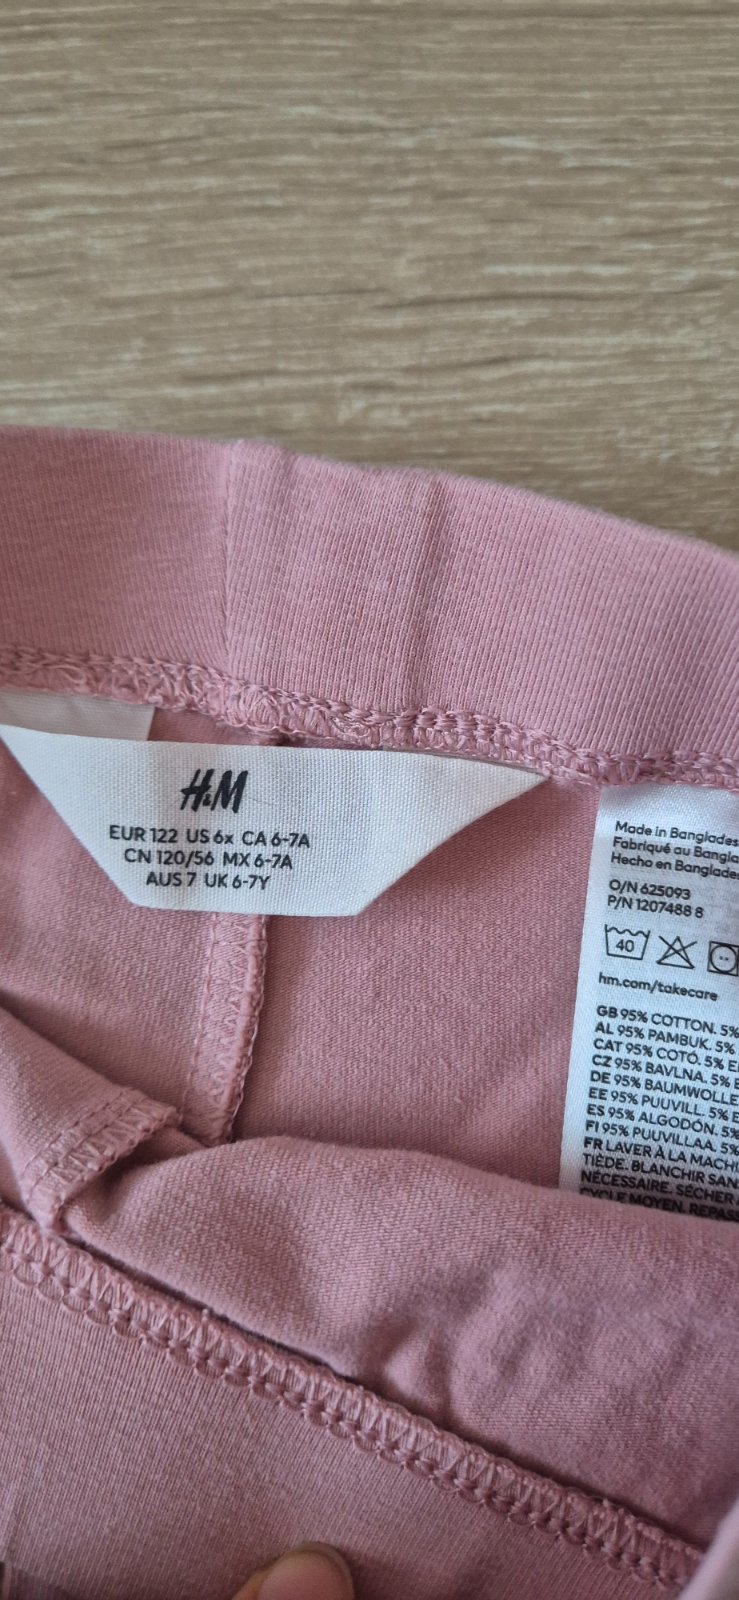 H&M
EUR 122 US 6x CA 6-7A
CN 120/56 MX 6-7A
AUS 7 UK 6-7Y
Made in Banglades
Fabriqué au Bangla
Hecho en Banglade
O/N 625093
P/N 1207488 8
40
hm.com/takecare
GB 95% COTTON. 5%
AL 95% PAMBUK. 5%
CAT 95% COTÓ. 5% E
CZ 95% BAVLNA. 5%
DE 95% BAUMWOLLE
EE 95% PUUVILL. 5% E
ES 95% ALGODÓN. 5%
FI 95% PUUVILLAA. 5%
FR LAVER À LA MACHI
TIÈDE. BLANCHIR SAN
NÉCESSAIRE. SÉCHER
CYCLE MOYEN. REPASS